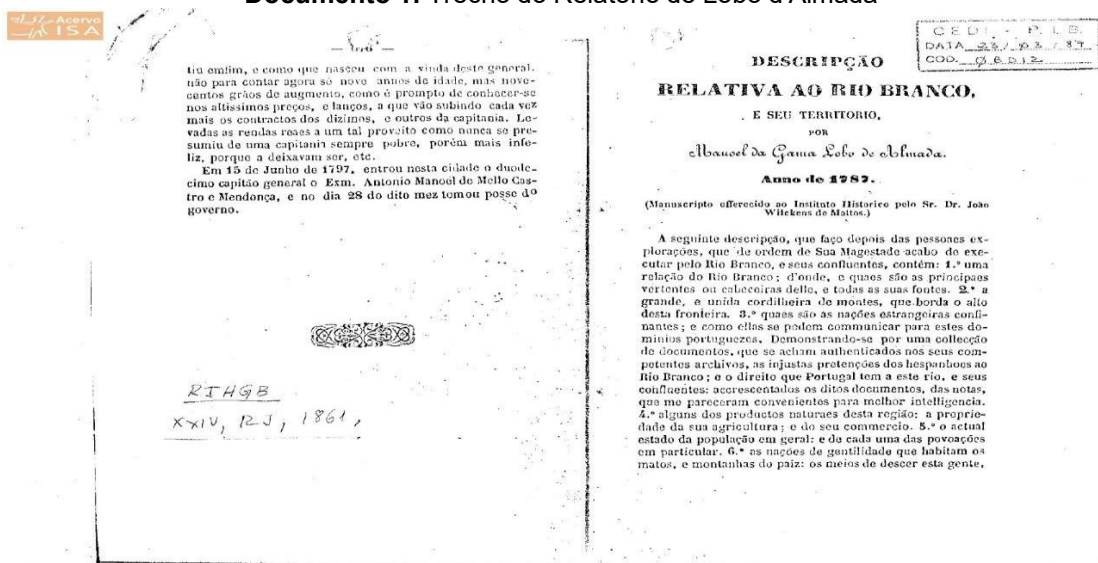 Documento 1: Trecho do Relatório de Lobo d'Almada
Acervo
ISA
tiu emfim, e como que nasceu com a vinda deste general.
não para contar agora só nove annos de idade, mas nove-
centos gráos de augmento, como é prompto de conhecer-se
nos altissimos preços, e lanços, a que vão subindo cada vez
mais os contractos dos dizimos, e outros da capitania. Le-
vadas as rendas reaes a um tal proveito como nunca se pre-
sumiu de uma capitania sempre pobre, porém mais infe-
liz, porque a deixavam ser, etc.
Em 15 de Junho de 1797, entrou nesta cidade o duode-
cimo capitão general o Exm. Antonio Manoel de Mello Cas-
tro e Mendonça, e no dia 28 do dito mez tomou posse do
governo.
RIHGB
XXIV, RJ, 1861,
CEDI - P. I. B.
DATA
COD.
DESCRIPÇÃO
RELATIVA AO RIO BRANCO,
E SEU TERRITORIO,
POR
Manoel da Gama Lobo de Almada.
Anno de 1787.
(Manuscripto offerecido ao Instituto Historico pelo Sr. Dr. João
Wilckens de Mattos.)
A seguinte descripção, que faço depois das pessoaes ex-
plorações, que de ordem de Sua Magestade acabo de exe-
cutar pelo Rio Branco, e seus confluentes, contém: 1.º uma
relação do Rio Branco; d'onde, e quaes são as principaes
vertentes ou cabeceiras delle, e todas as suas fontes. 2.º a
grande, e unida cordilheira de montes, que borda o alto
desta fronteira. 3.º quaes são as nações estrangeiras confi-
nantes; e como ellas se podem communicar para estes do-
minios portuguezes. Demonstrando-se por uma collecção
de documentos, que se acham authenticados nos seus com-
petentes archivos, as injustas pretenções dos hespanhoes ao
Rio Branco; e o direito que Portugal tem a este rio, e seus
confluentes: accrescentados os ditos documentos, das notas,
que me pareceram convenientes para melhor intelligencia.
4.º alguns dos productos naturaes desta região: a proprie-
dade da sua agricultura; e do seu commercio. 5.º o actual
estado da população em geral: e de cada uma das povoações
em particular. 6.º as nações de gentilidade que habitam os
matos, e montanhas do paiz: os meios de descer esta gente,